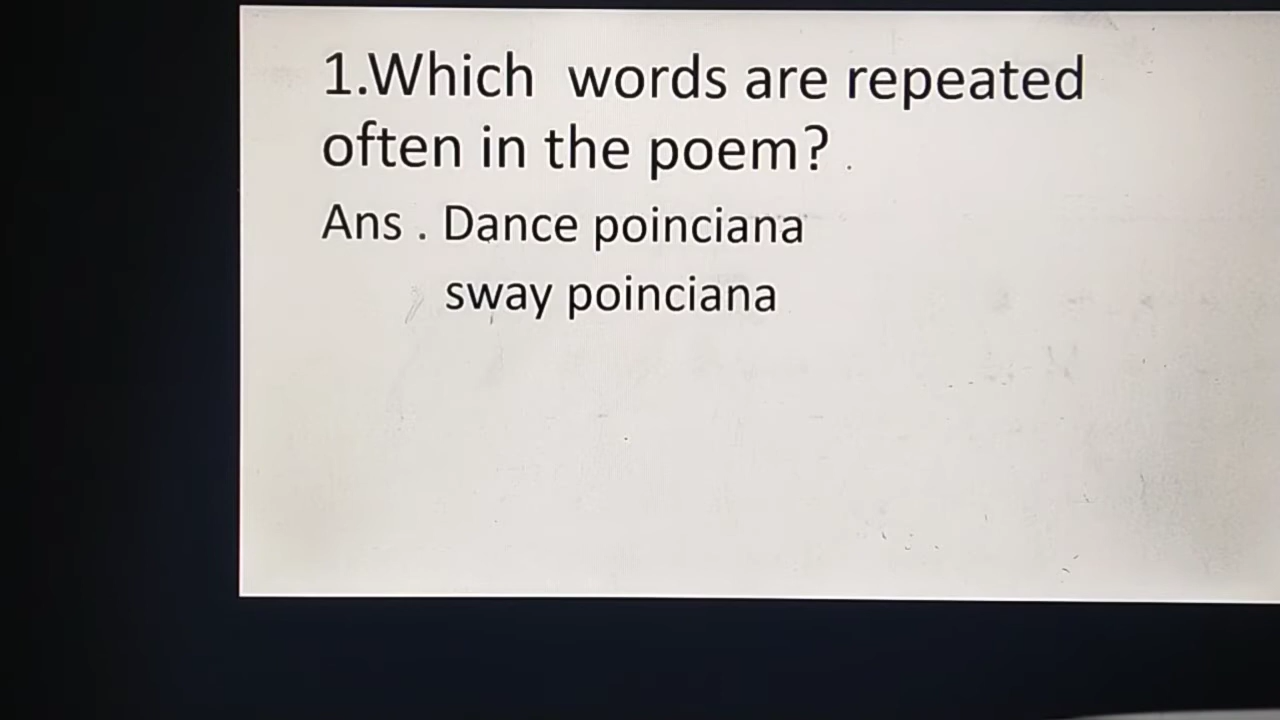 1.Which words are repeated
often in the poem? .
Ans . Dance poinciana
sway poinciana